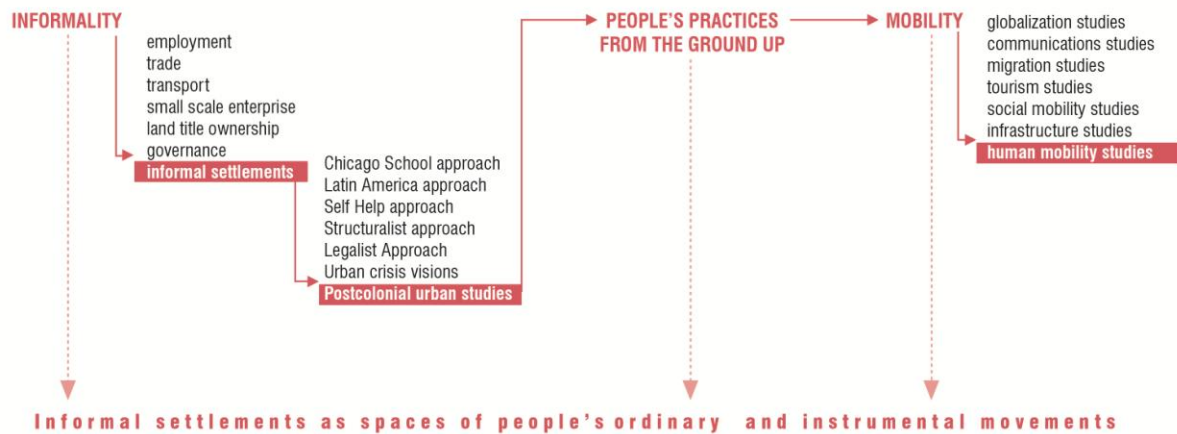 INFORMALITY
employment
trade
transport
small scale enterprise
land title ownership
governance
informal settlements
Chicago School approach
Latin America approach
Self Help approach
Structuralist approach
Legalist Approach
Urban crisis visions
Postcolonial urban studies
PEOPLE'S PRACTICES
FROM THE GROUND UP
MOBILITY
globalization studies
communications studies
migration studies
tourism studies
social mobility studies
infrastructure studies
human mobility studies
Informal settlements as spaces of people's ordinary and instrumental movements